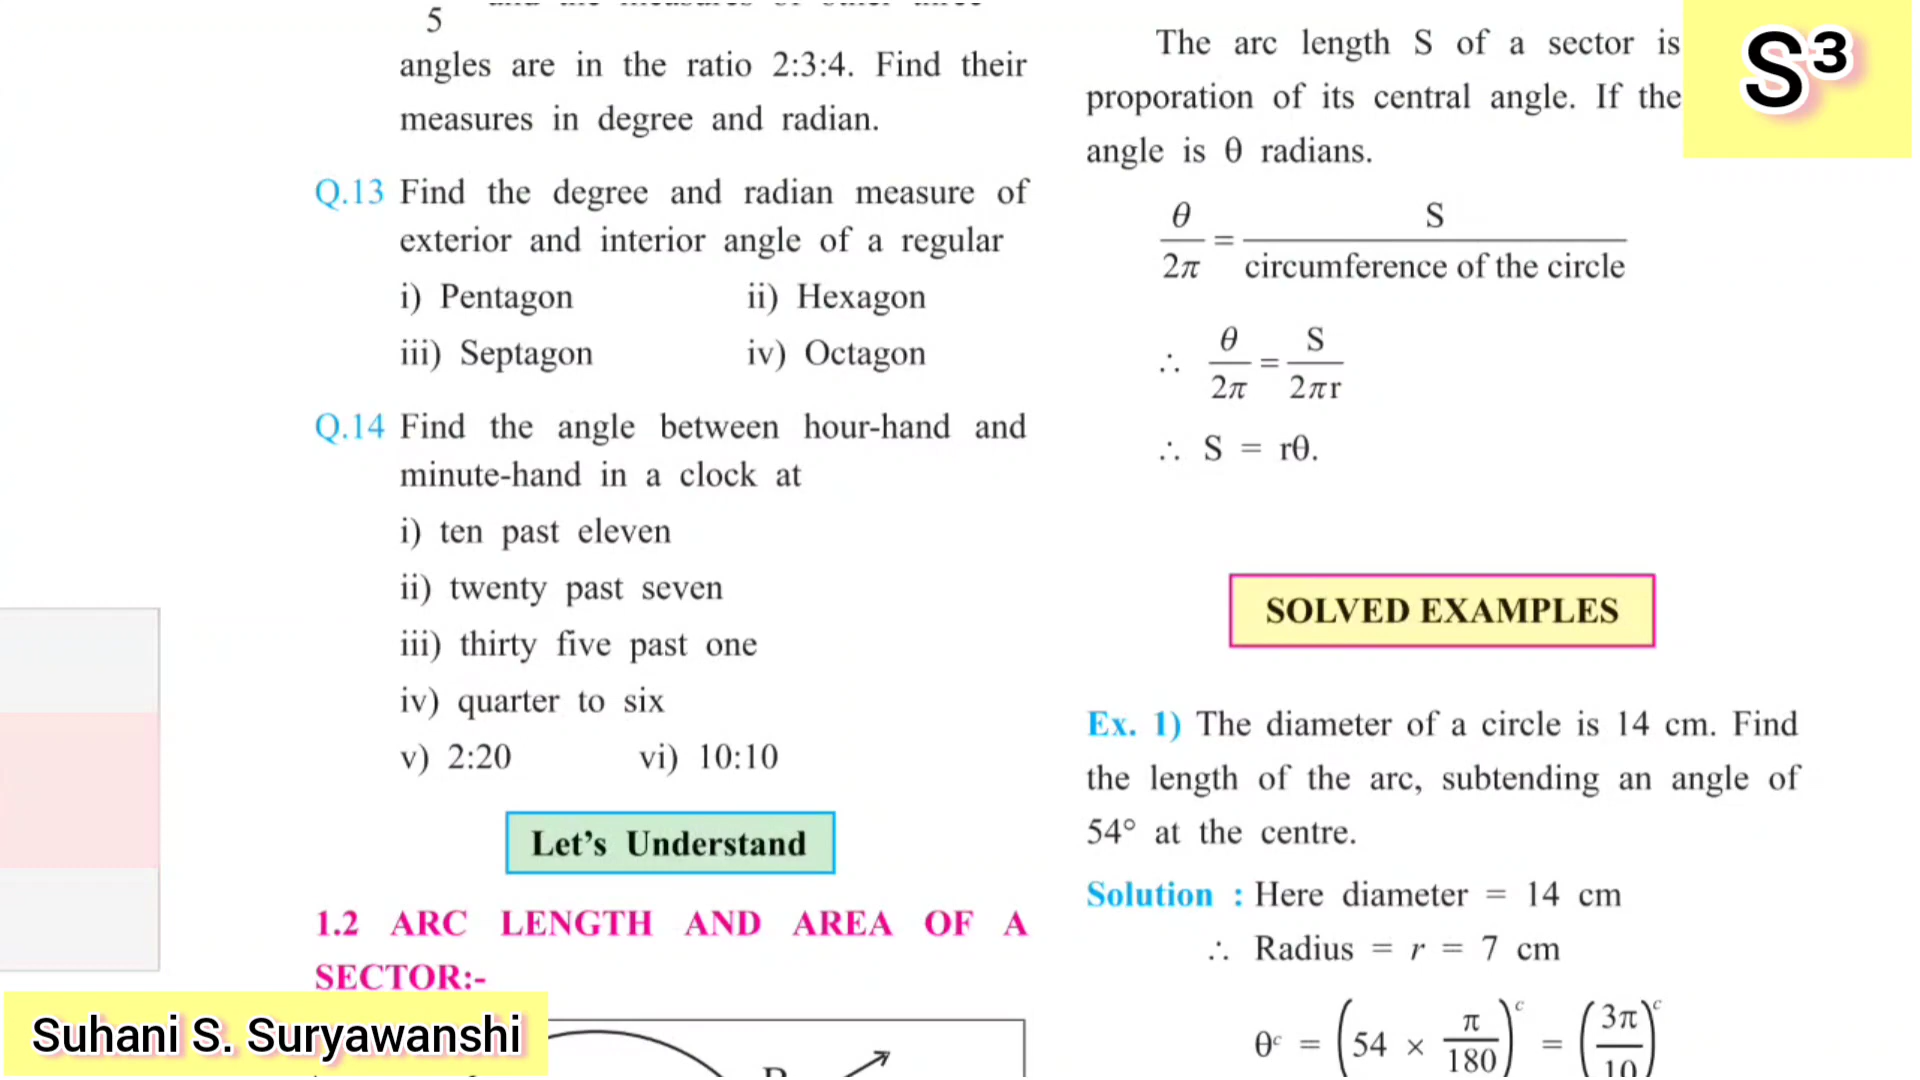 5
angles are in the ratio 2:3:4. Find their
measures in degree and radian.
Q.13 Find the degree and radian measure of
exterior and interior angle of a regular
i) Pentagon ii) Hexagon
iii) Septagon iv) Octagon
Q.14 Find the angle between hour-hand and
minute-hand in a clock at
i) ten past eleven
ii) twenty past seven
iii) thirty five past one
iv) quarter to six
v) 2:20 vi) 10:10
Let's Understand
1.2 ARC LENGTH AND AREA OF A
SECTOR:-
Suhani S. Suryawanshi
The arc length S of a sector is
proporation of its central angle. If the
angle is θ radians.
θ/2π = S/circumference of the circle
∴ θ/2π = S/2πr
∴ S = rθ.
SOLVED EXAMPLES
Ex. 1) The diameter of a circle is 14 cm. Find
the length of the arc, subtending an angle of
54° at the centre.
Solution : Here diameter = 14 cm
∴ Radius = r = 7 cm
θᶜ = (54 × π/180)ᶜ = (3π/10)ᶜ
S³